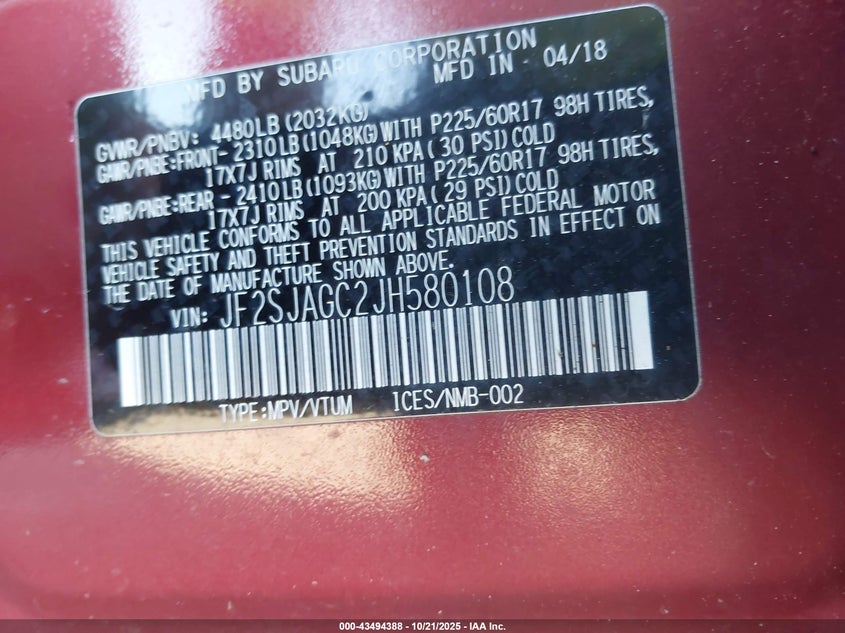 MFD BY SUBARU CORPORATION
MFD IN 04/18
GVWR/PNBV: 4480LB (2032KG)
GAWR/PNBE:FRONT- 2310LB (1048KG) WITH P225/60R17 98H TIRES,
17X7J RIMS AT 210 KPA( 30 PSI) COLD
GAWR/PNBE:REAR - 2410LB (1093KG) WITH P225/60R17 98H TIRES,
17X7J RIMS AT 200 KPA( 29 PSI) COLD
THIS VEHICLE CONFORMS TO ALL APPLICABLE FEDERAL MOTOR
VEHICLE SAFETY AND THEFT PREVENTION STANDARDS IN EFFECT ON
THE DATE OF MANUFACTURE SHOWN ABOVE.
VIN: JF2SJAGC2JH580108
TYPE:MPV/VTUM 1CES/NMB-002
000-43494388 - 10/21/2025 - IAA Inc.